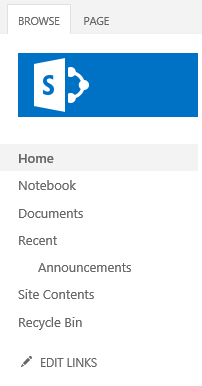 BROWSE PAGE
S
Home
Notebook
Documents
Recent
Announcements
Site Contents
Recycle Bin
EDIT LINKS